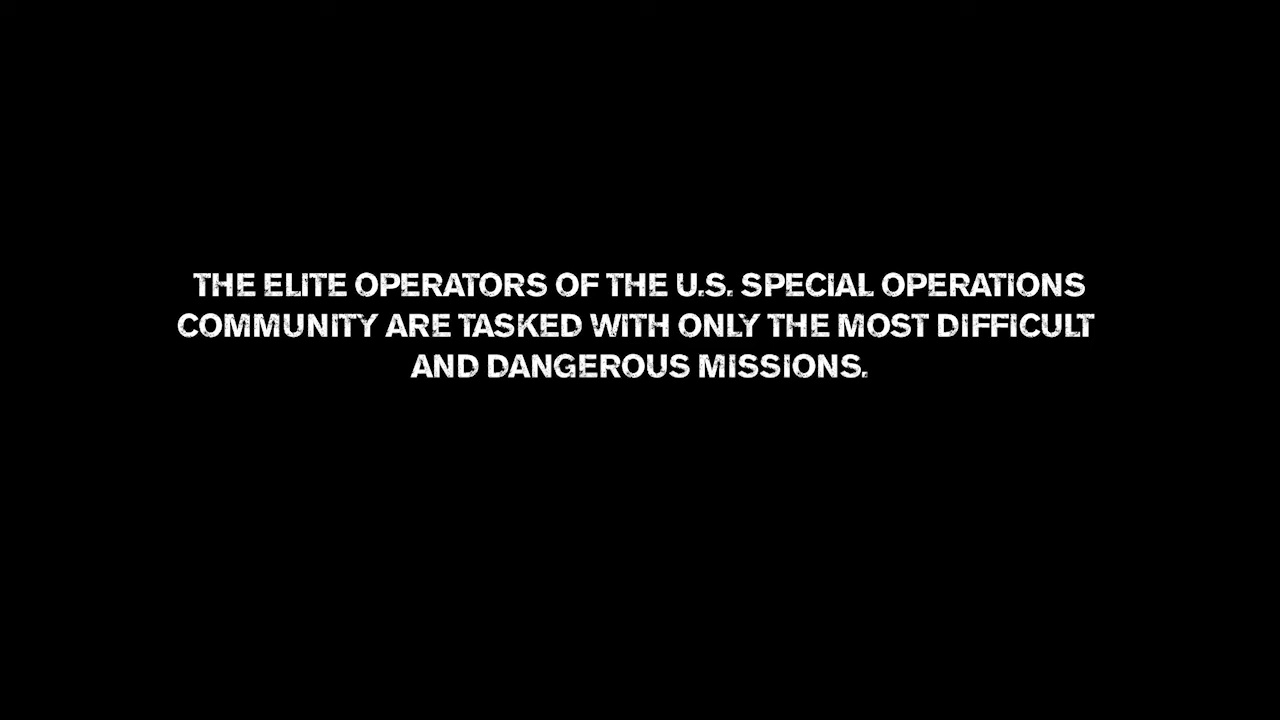 THE ELITE OPERATORS OF THE U.S. SPECIAL OPERATIONS
COMMUNITY ARE TASKED WITH ONLY THE MOST DIFFICULT
AND DANGEROUS MISSIONS.